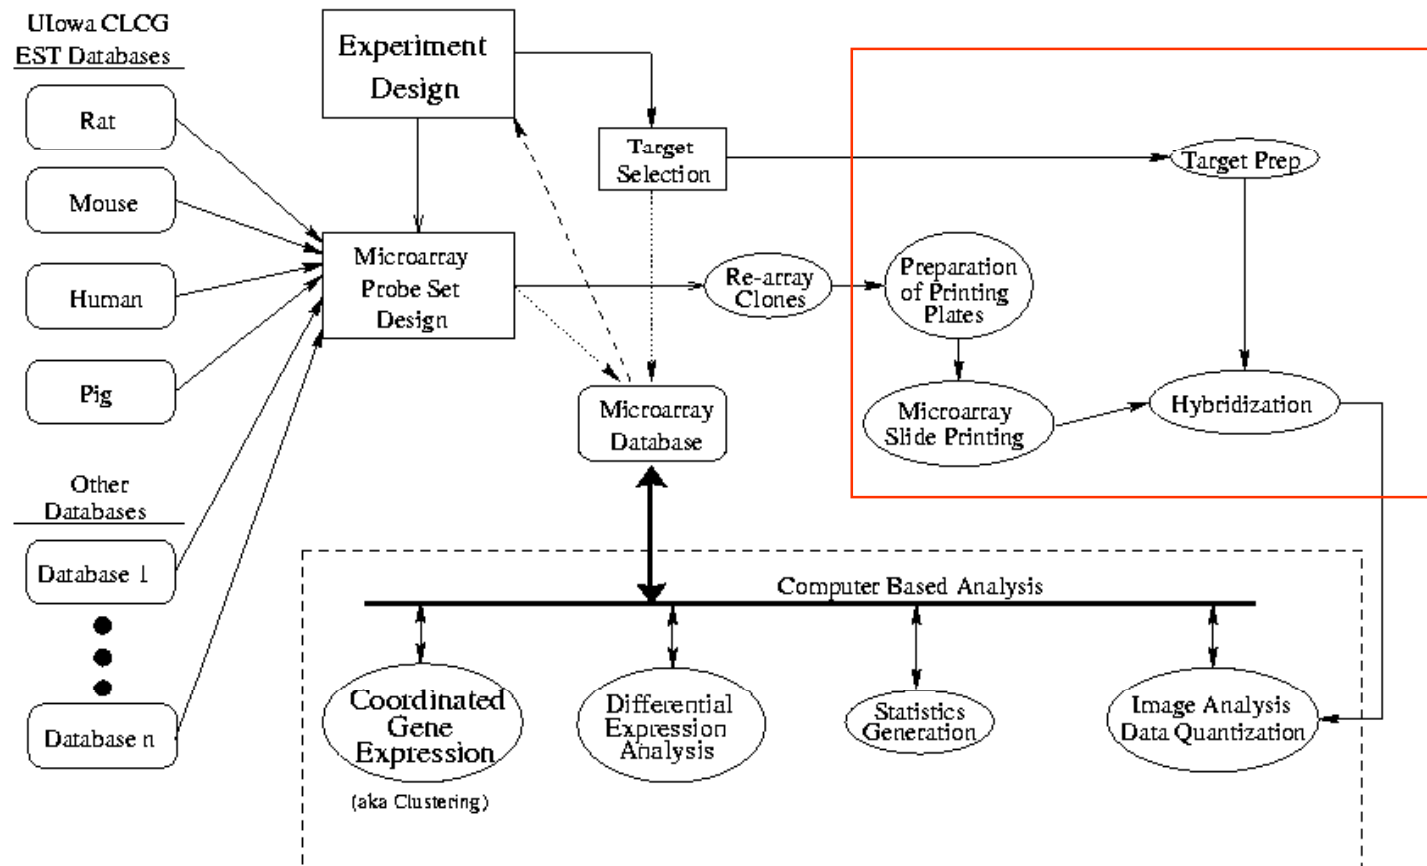 UIowa CLCG
EST Databases
Rat
Mouse
Human
Pig
Other
Databases
Database 1
Database n
Experiment
Design
Target
Selection
Microarray
Probe Set
Design
Re-array
Clones
Microarray
Database
Target Prep
Preparation
of Printing
Plates
Microarray
Slide Printing
Hybridization
Computer Based Analysis
Coordinated
Gene
Expression
(aka Clustering)
Differential
Expression
Analysis
Statistics
Generation
Image Analysis
Data Quantization